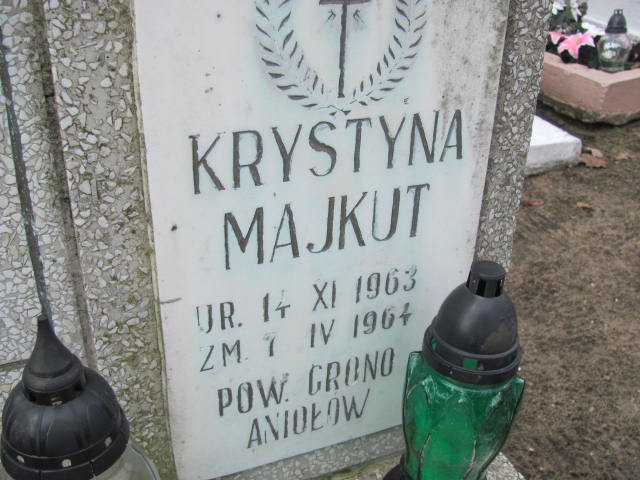 KRYSTYNA
MAJKUT
UR. 14 XI 1963
ZM. 7 IV 1964
POW. GRONO
ANIOŁÓW